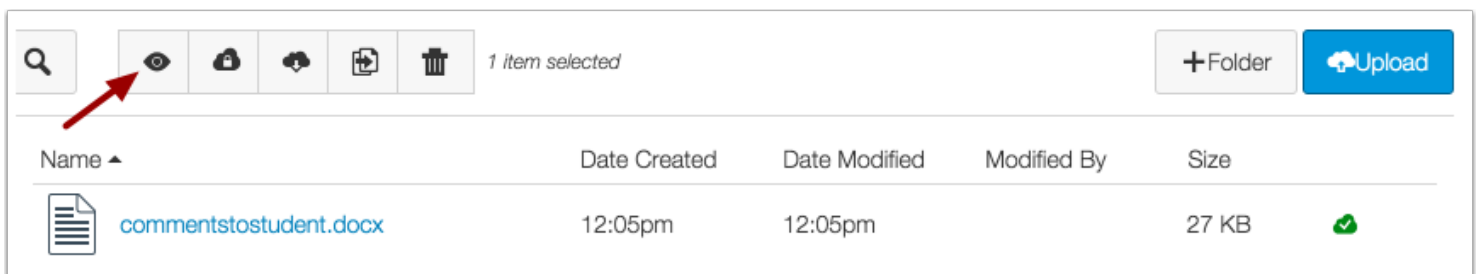 1 item selected
+Folder
Upload
Name Date Created Date Modified Modified By Size
commentstostudent.docx 12:05pm 12:05pm 27 KB